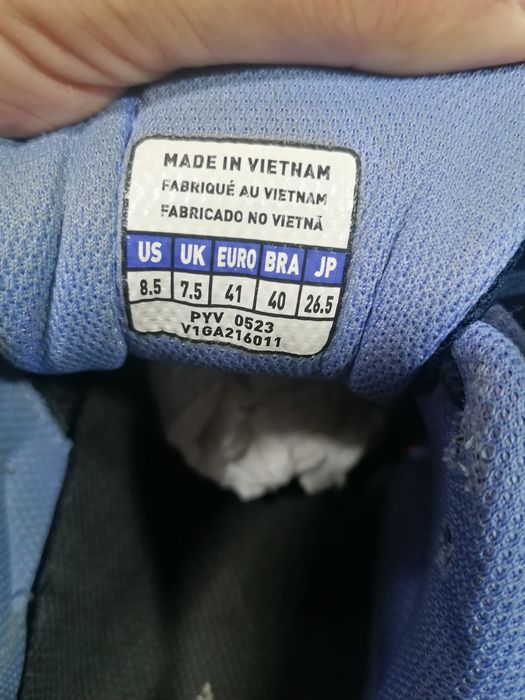 MADE IN VIETNAM
FABRIQUÉ AU VIETNAM
FABRICADO NO VIETNÃ
US UK EURO BRA JP
8.5 7.5 41 40 26.5
PYV 0523
V1GA216011